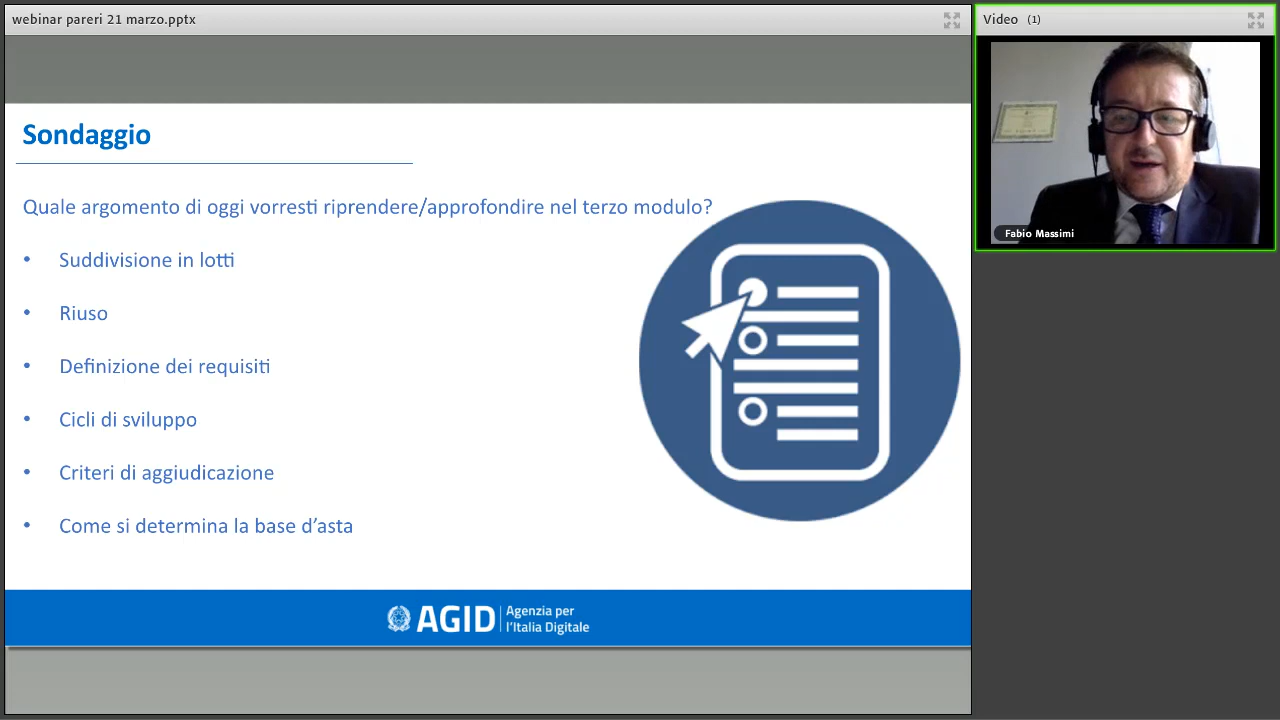 webinar pareri 21 marzo.pptx
Video (1)
Sondaggio
Quale argomento di oggi vorresti riprendere/approfondire nel terzo modulo?
• Suddivisione in lotti
• Riuso
• Definizione dei requisiti
• Cicli di sviluppo
• Criteri di aggiudicazione
• Come si determina la base d’asta
Fabio Massimi
AGID
Agenzia per
l’Italia Digitale